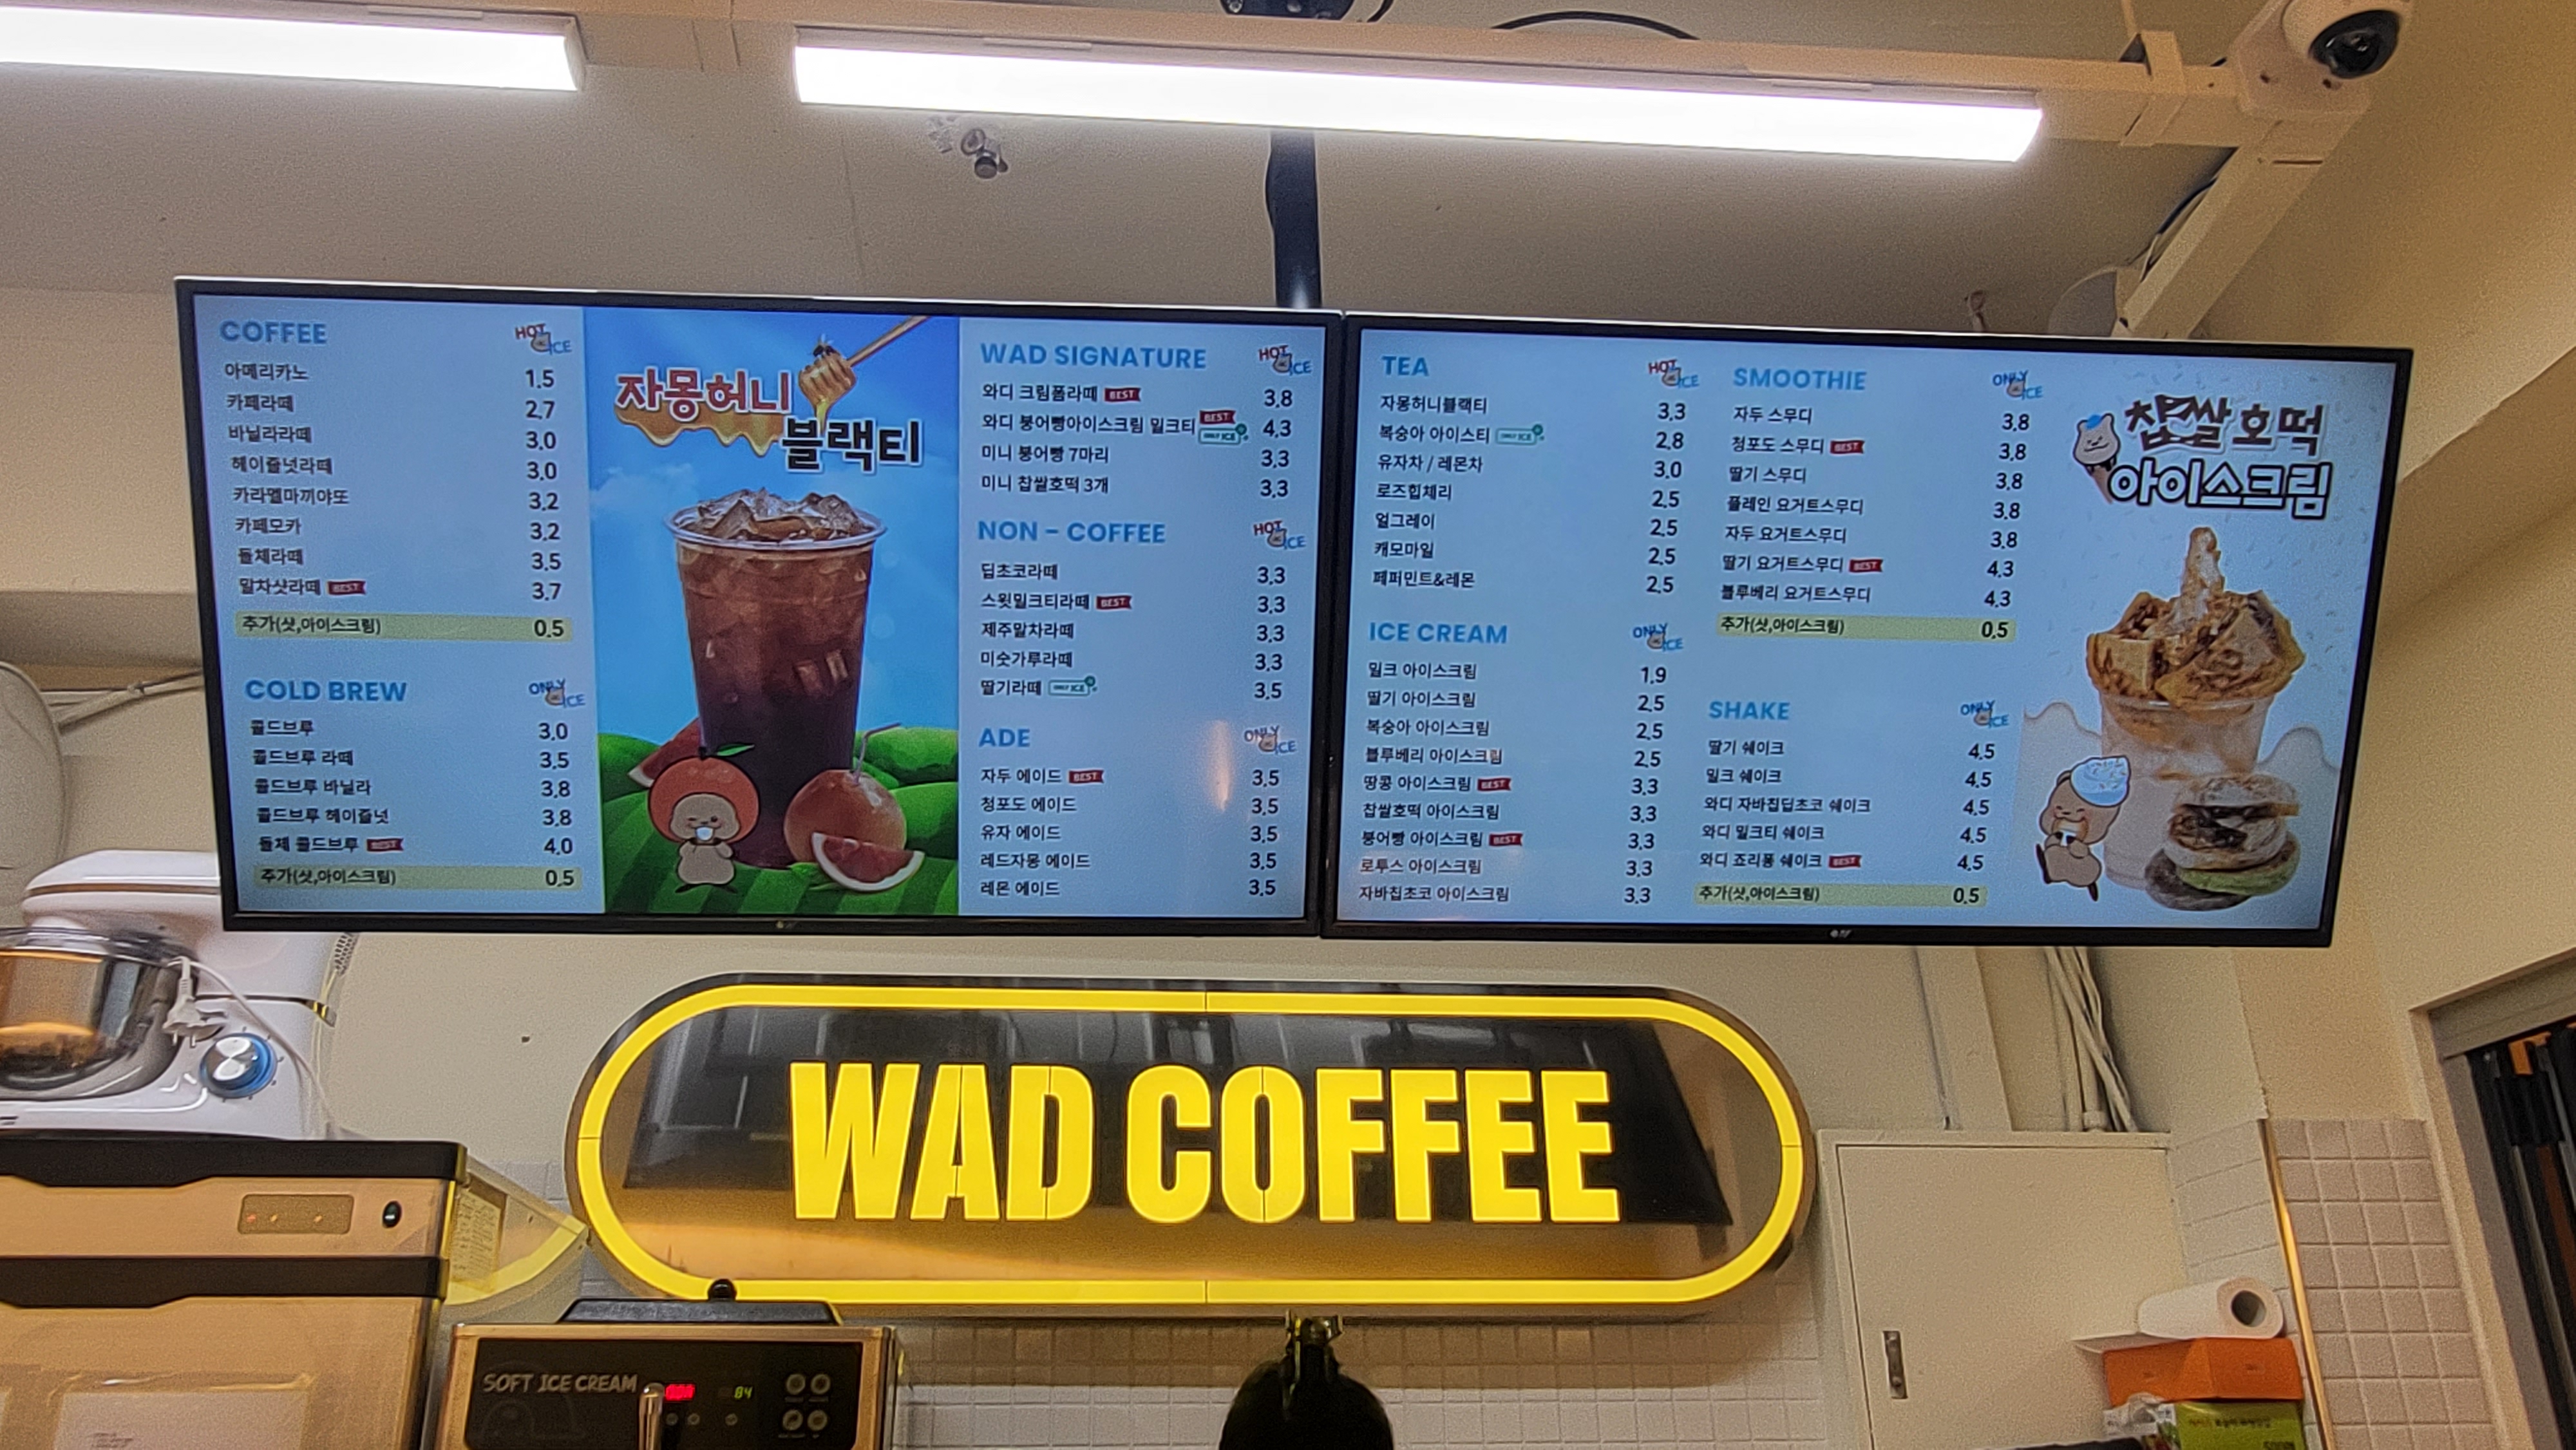 COFFEE HOT ICE
아메리카노 1.5
카페라떼 2.7
바닐라라떼 3.0
헤이즐넛라떼 3.0
카라멜마끼야또 3.2
카페모카 3.2
돌체라떼 3.5
말차샷라떼 BEST 3.7
추가(샷,아이스크림) 0.5
COLD BREW ONLY ICE
콜드브루 3.0
콜드브루 라떼 3.5
콜드브루 바닐라 3.8
콜드브루 헤이즐넛 3.8
돌체 콜드브루 BEST 4.0
추가(샷,아이스크림) 0.5
자몽허니
블랙티
WAD SIGNATURE HOT ICE
와디 크림폼라떼 BEST 3.8
와디 붕어빵아이스크림 밀크티 BEST ONLY ICE 4.3
미니 붕어빵 7마리 3.3
미니 찹쌀호떡 3개 3.3
NON - COFFEE HOT ICE
딥초코라떼 3.3
스윗밀크티라떼 BEST 3.3
제주말차라떼 3.3
미숫가루라떼 3.3
딸기라떼 ONLY ICE 3.5
ADE ONLY ICE
자두 에이드 BEST 3.5
청포도 에이드 3.5
유자 에이드 3.5
레드자몽 에이드 3.5
레몬 에이드 3.5
TEA HOT ICE
자몽허니블랙티 3.3
복숭아 아이스티 ONLY ICE 2.8
유자차 / 레몬차 3.0
로즈힙체리 2.5
얼그레이 2.5
캐모마일 2.5
페퍼민트&레몬 2.5
ICE CREAM ONLY ICE
밀크 아이스크림 1.9
딸기 아이스크림 2.5
복숭아 아이스크림 2.5
블루베리 아이스크림 2.5
땅콩 아이스크림 BEST 3.3
찹쌀호떡 아이스크림 3.3
붕어빵 아이스크림 BEST 3.3
로투스 아이스크림 3.3
자바칩초코 아이스크림 3.3
SMOOTHIE ONLY ICE
자두 스무디 3.8
청포도 스무디 BEST 3.8
딸기 스무디 3.8
플레인 요거트스무디 3.8
자두 요거트스무디 3.8
딸기 요거트스무디 BEST 4.3
블루베리 요거트스무디 4.3
추가(샷,아이스크림) 0.5
SHAKE ONLY ICE
딸기 쉐이크 4.5
밀크 쉐이크 4.5
와디 자바칩딥초코 쉐이크 4.5
와디 밀크티 쉐이크 4.5
와디 죠리퐁 쉐이크 BEST 4.5
추가(샷,아이스크림) 0.5
찹쌀호떡
아이스크림
WAD COFFEE
SOFT ICE CREAM
84